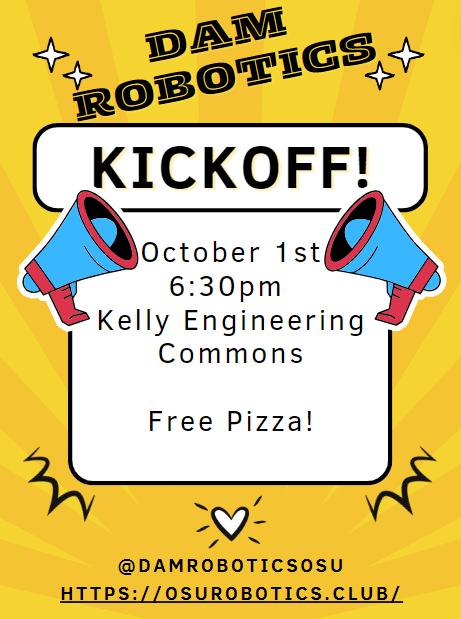 DAM
ROBOTICS
KICKOFF!
October 1st
6:30pm
Kelly Engineering
Commons
Free Pizza!
@DAMROBOTICSOSU
HTTPS://OSUROBOTICS.CLUB/